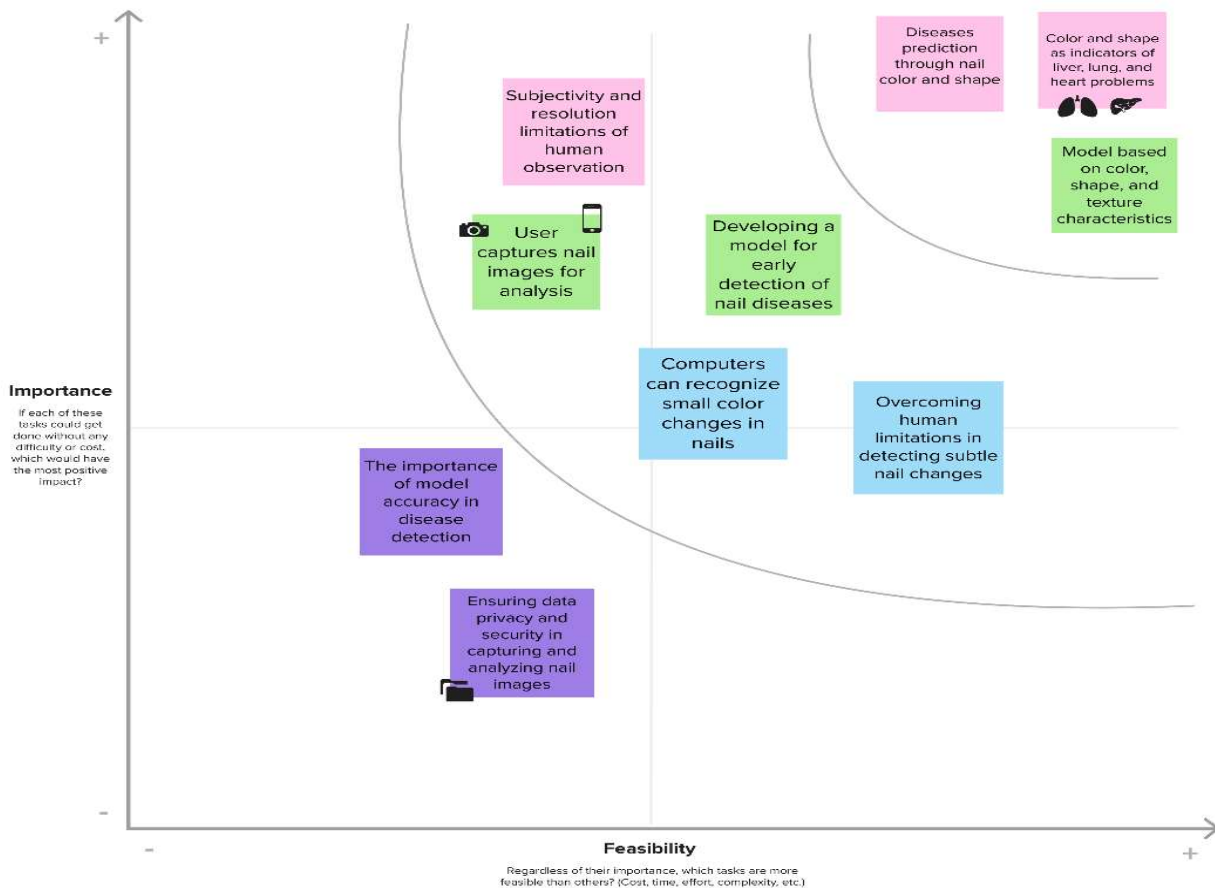 +
Diseases
prediction
through nail
color and shape
Color and shape
as indicators of
liver, lung, and
heart problems
Subjectivity and
resolution
limitations of
human
observation
Model based
on color,
shape, and
texture
characteristics
User
captures nail
images for
analysis
Developing a
model for
early
detection of
nail diseases
Computers
can recognize
small color
changes in
nails
Overcoming
human
limitations in
detecting subtle
nail changes
Importance
If each of these
tasks could get
done without any
difficulty or cost,
which would have
the most positive
impact?
The importance
of model
accuracy in
disease
detection
Ensuring data
privacy and
security in
capturing and
analyzing nail
images
-
-
Feasibility
+
Regardless of their importance, which tasks are more
feasible than others? (Cost, time, effort, complexity, etc.)